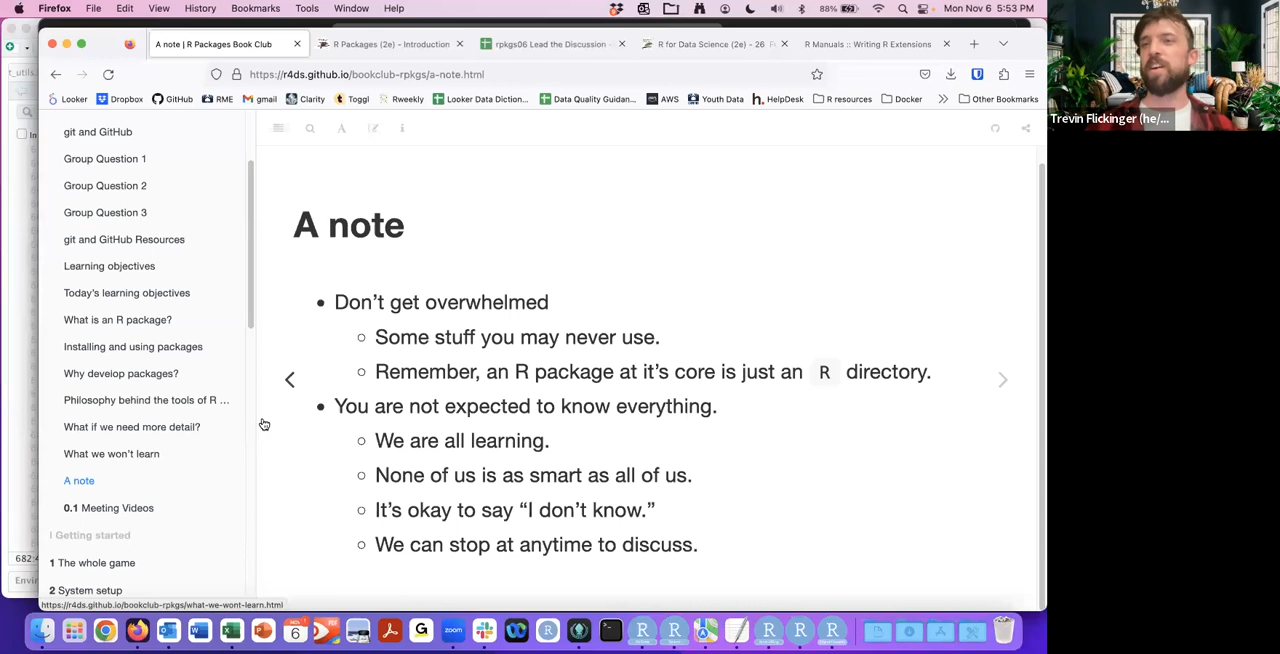 Firefox File Edit View History Bookmarks Tools Window Help 88% Mon Nov 6 5:53 PM
A note | R Packages Book Club
R Packages (2e) - Introduction
rpkgs06 Lead the Discussion -
R for Data Science (2e) - 26 F
R Manuals :: Writing R Extensions
https://r4ds.github.io/bookclub-rpkgs/a-note.html
Looker Dropbox GitHub RME gmail Clarity Toggl Rweekly Looker Data Diction... Data Quality Guidan... AWS Youth Data HelpDesk R resources Docker Other Bookmarks
t_utils.
In
git and GitHub
Group Question 1
Group Question 2
Group Question 3
git and GitHub Resources
Learning objectives
Today's learning objectives
What is an R package?
Installing and using packages
Why develop packages?
Philosophy behind the tools of R ...
What if we need more detail?
What we won't learn
A note
0.1 Meeting Videos
I Getting started
1 The whole game
2 System setup
682:4
Envir
https://r4ds.github.io/bookclub-rpkgs/what-we-wont-learn.html
A note
• Don't get overwhelmed
○ Some stuff you may never use.
○ Remember, an R package at it's core is just an R directory.
• You are not expected to know everything.
○ We are all learning.
○ None of us is as smart as all of us.
○ It's okay to say “I don't know.”
○ We can stop at anytime to discuss.
Trevin Flickinger (he/...
NOV
6
zoom